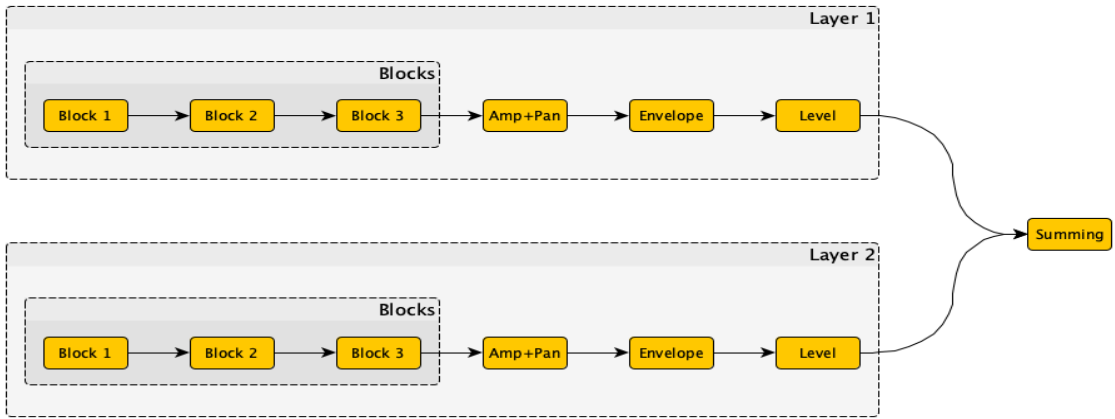 Layer 1
Blocks
Block 1 Block 2 Block 3 Amp+Pan Envelope Level
Summing
Layer 2
Blocks
Block 1 Block 2 Block 3 Amp+Pan Envelope Level